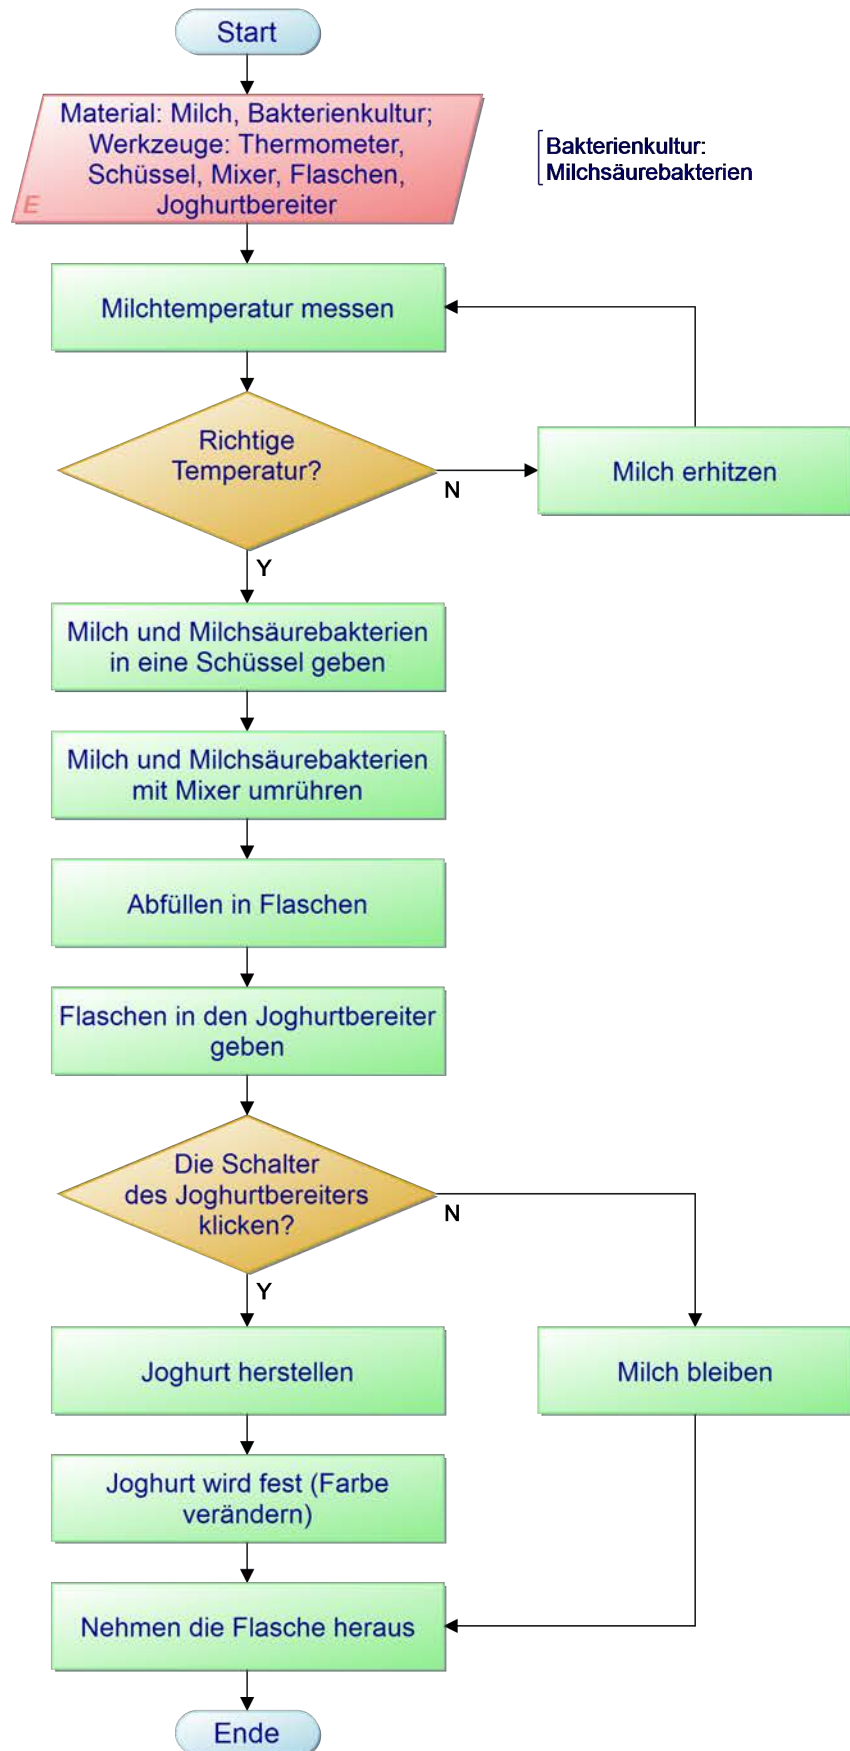 Start
Material: Milch, Bakterienkultur;
Werkzeuge: Thermometer,
Schüssel, Mixer, Flaschen,
Joghurtbereiter
E
Bakterienkultur:
Milchsäurebakterien
Milchtemperatur messen
Richtige
Temperatur?
N
Milch erhitzen
Y
Milch und Milchsäurebakterien
in eine Schüssel geben
Milch und Milchsäurebakterien
mit Mixer umrühren
Abfüllen in Flaschen
Flaschen in den Joghurtbereiter
geben
Die Schalter
des Joghurtbereiters
klicken?
N
Y
Joghurt herstellen
Milch bleiben
Joghurt wird fest (Farbe
verändern)
Nehmen die Flasche heraus
Ende